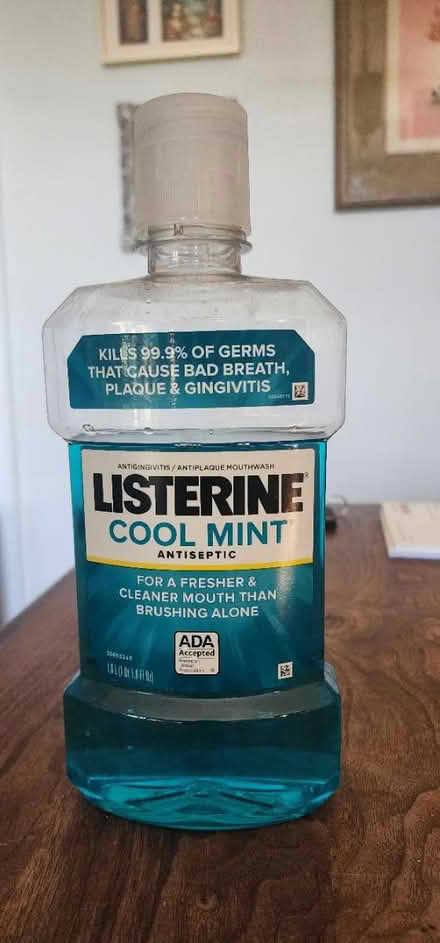 KILLS 99.9% OF GERMS
THAT CAUSE BAD BREATH,
PLAQUE & GINGIVITIS
ANTIGINGIVITIS / ANTIPLAQUE MOUTHWASH
LISTERINE®
COOL MINT
ANTISEPTIC
FOR A FRESHER &
CLEANER MOUTH THAN
BRUSHING ALONE
ADA
Accepted